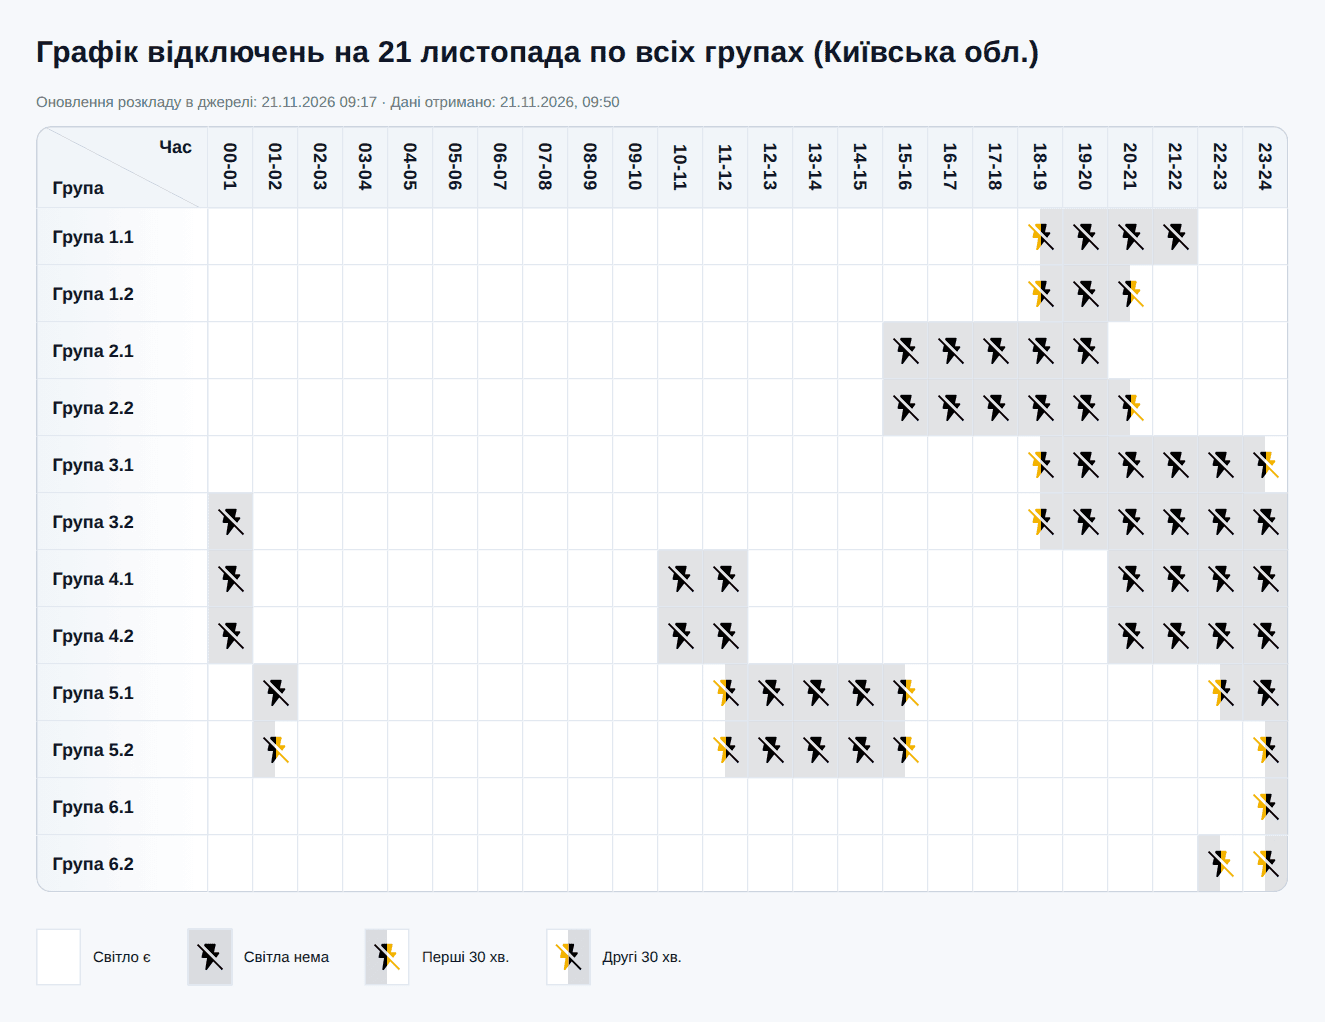 Графік відключень на 21 листопада по всіх групах (Київська обл.)
Оновлення розкладу в джерелі: 21.11.2026 09:17 · Дані отримано: 21.11.2026, 09:50
Час
Група
00-01 01-02 02-03 03-04 04-05 05-06 06-07 07-08 08-09 09-10 10-11 11-12 12-13 13-14 14-15 15-16 16-17 17-18 18-19 19-20 20-21 21-22 22-23 23-24
Група 1.1
Група 1.2
Група 2.1
Група 2.2
Група 3.1
Група 3.2
Група 4.1
Група 4.2
Група 5.1
Група 5.2
Група 6.1
Група 6.2
Світло є Світла нема Перші 30 хв. Другі 30 хв.